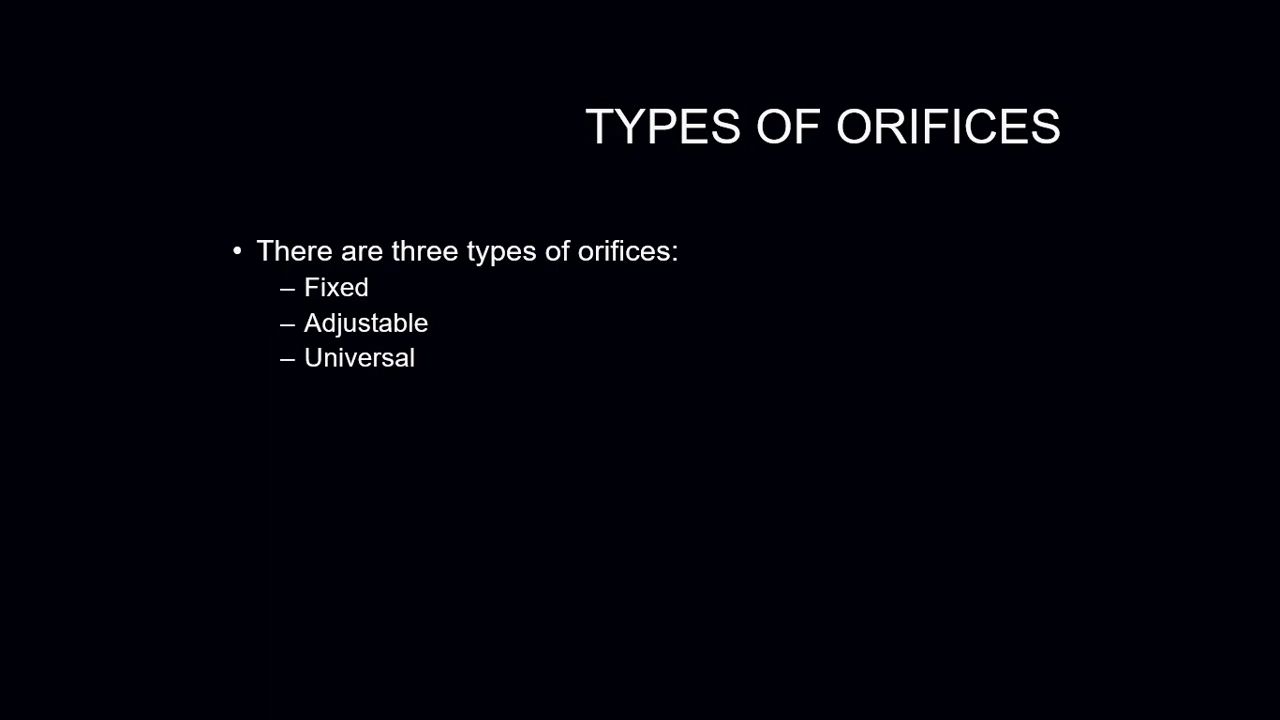 TYPES OF ORIFICES
• There are three types of orifices:
– Fixed
– Adjustable
– Universal